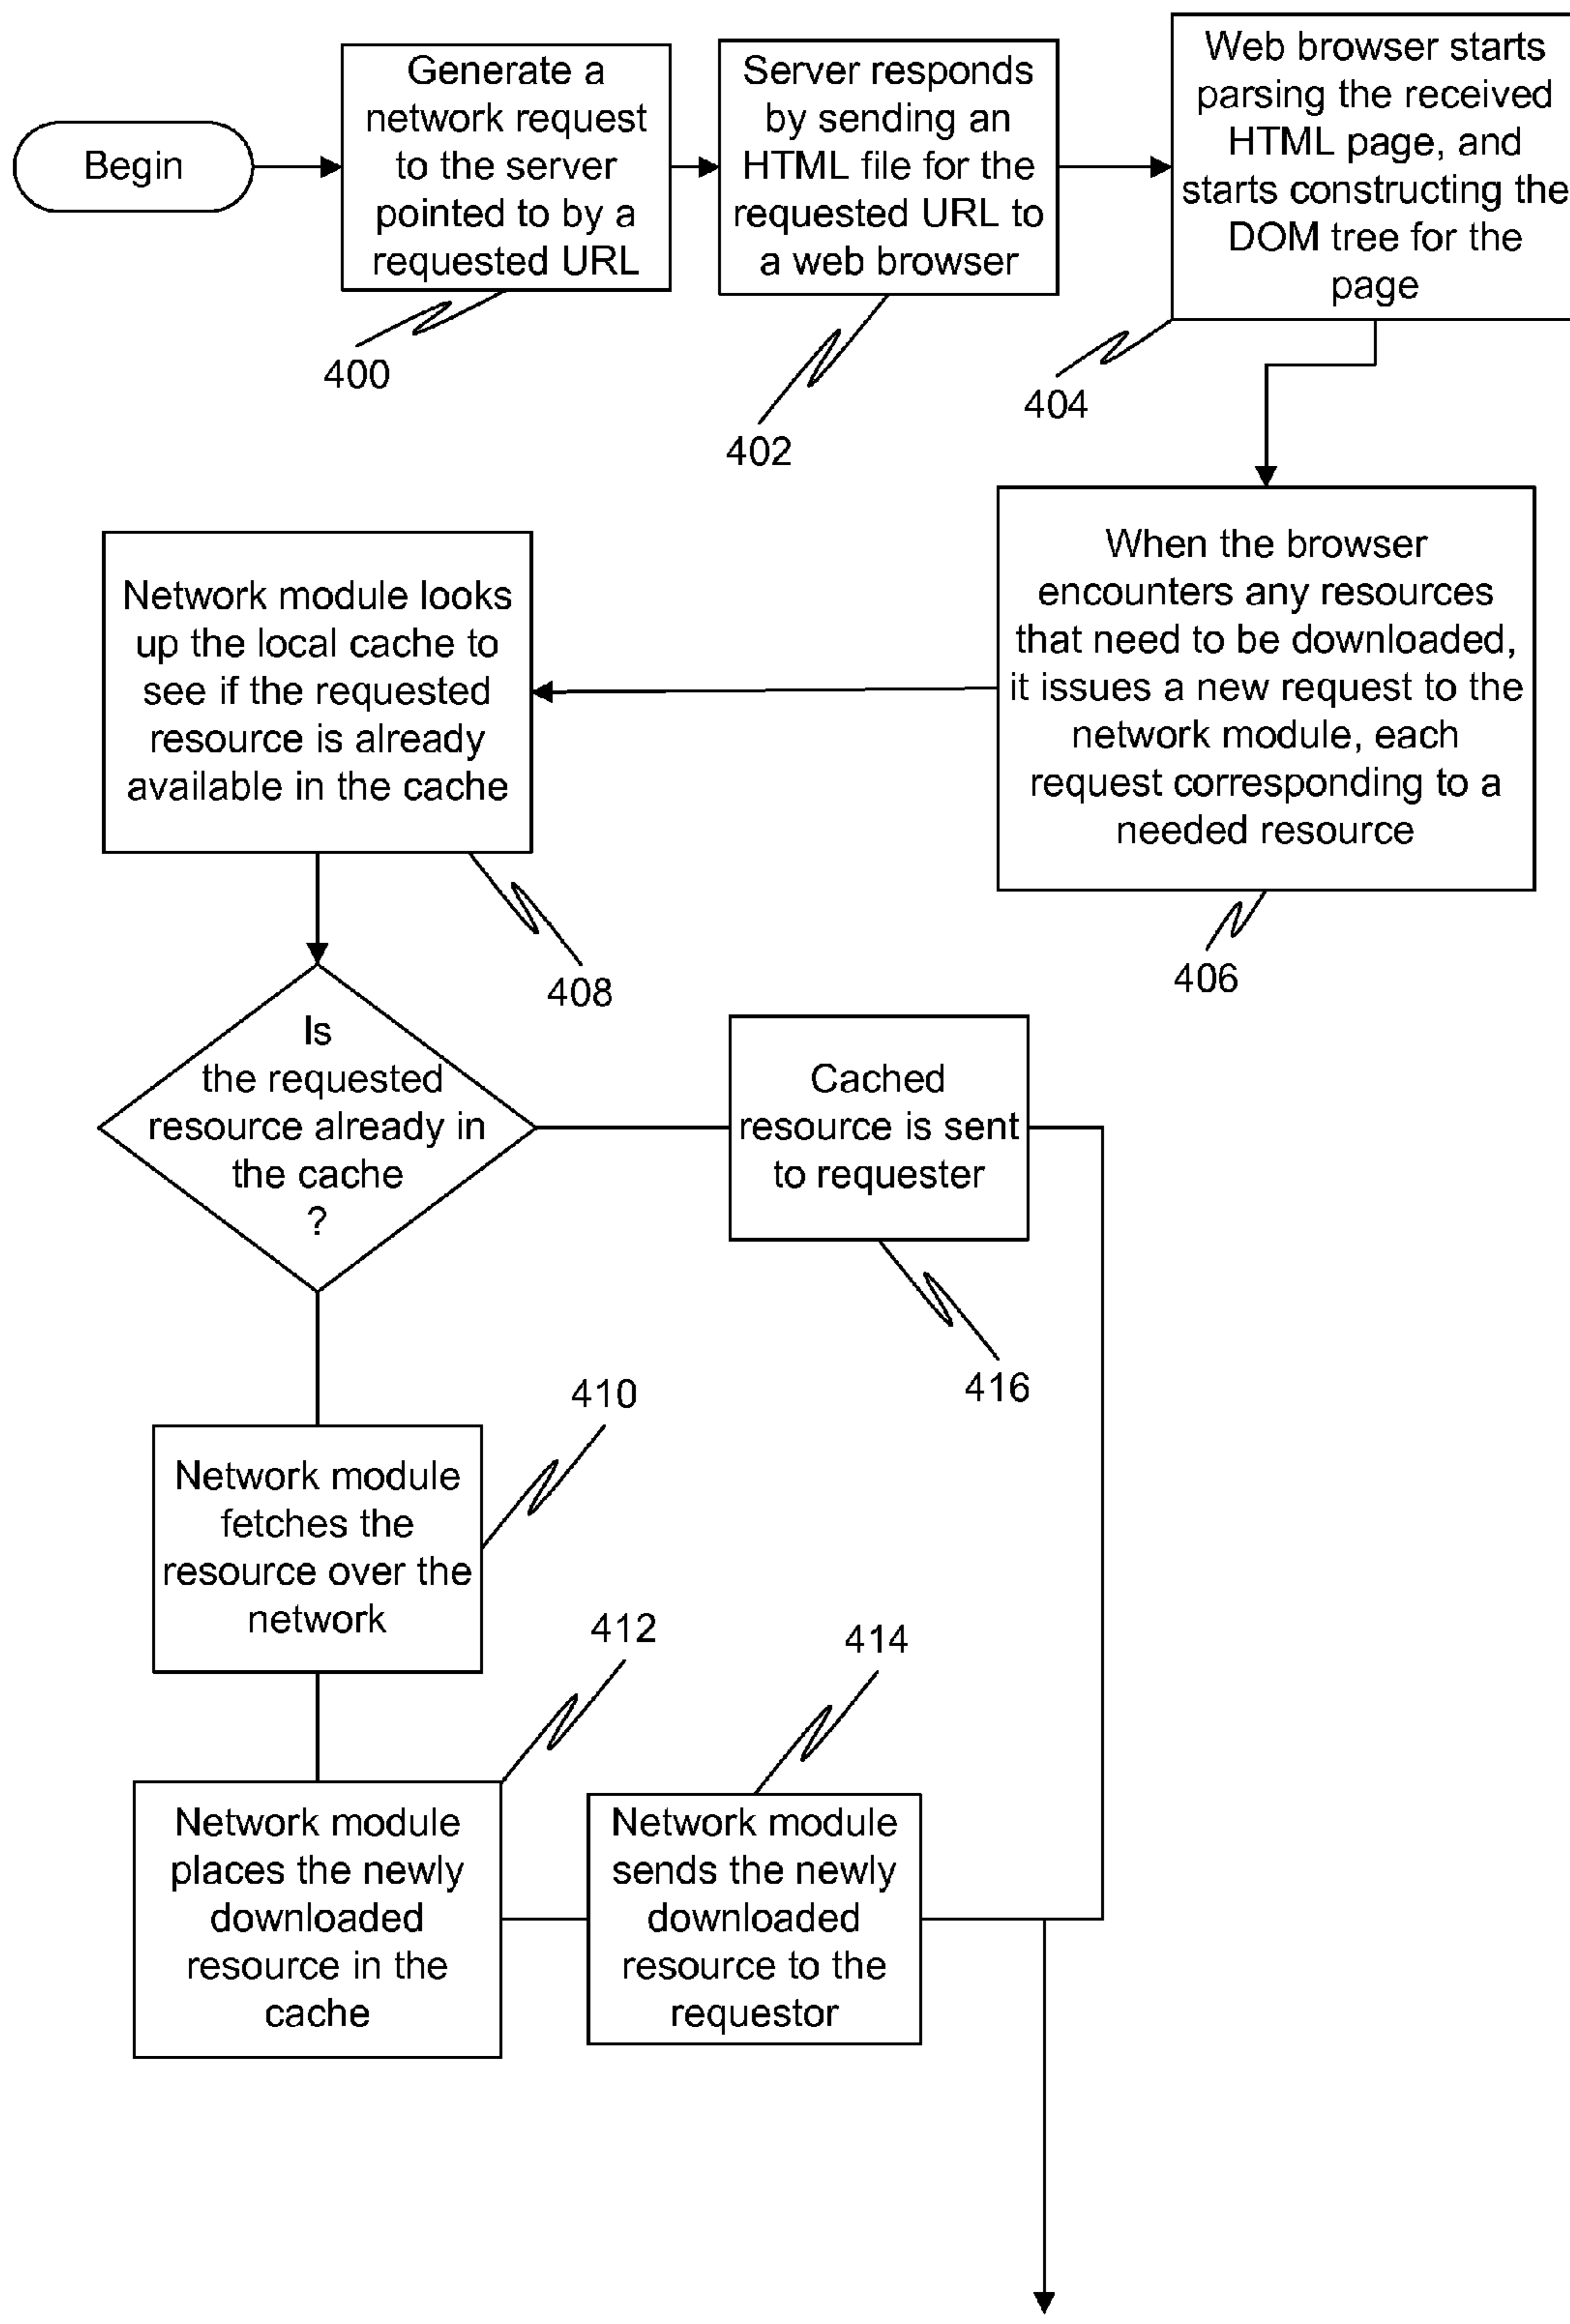 Begin
Generate a
network request
to the server
pointed to by a
requested URL
400
Server responds
by sending an
HTML file for the
requested URL to
a web browser
402
Web browser starts
parsing the received
HTML page, and
starts constructing the
DOM tree for the
page
404
When the browser
encounters any resources
that need to be downloaded,
it issues a new request to the
network module, each
request corresponding to a
needed resource
406
Network module looks
up the local cache to
see if the requested
resource is already
available in the cache
408
Is
the requested
resource already in
the cache
?
Cached
resource is sent
to requester
416
410
Network module
fetches the
resource over the
network
412
Network module
places the newly
downloaded
resource in the
cache
414
Network module
sends the newly
downloaded
resource to the
requestor